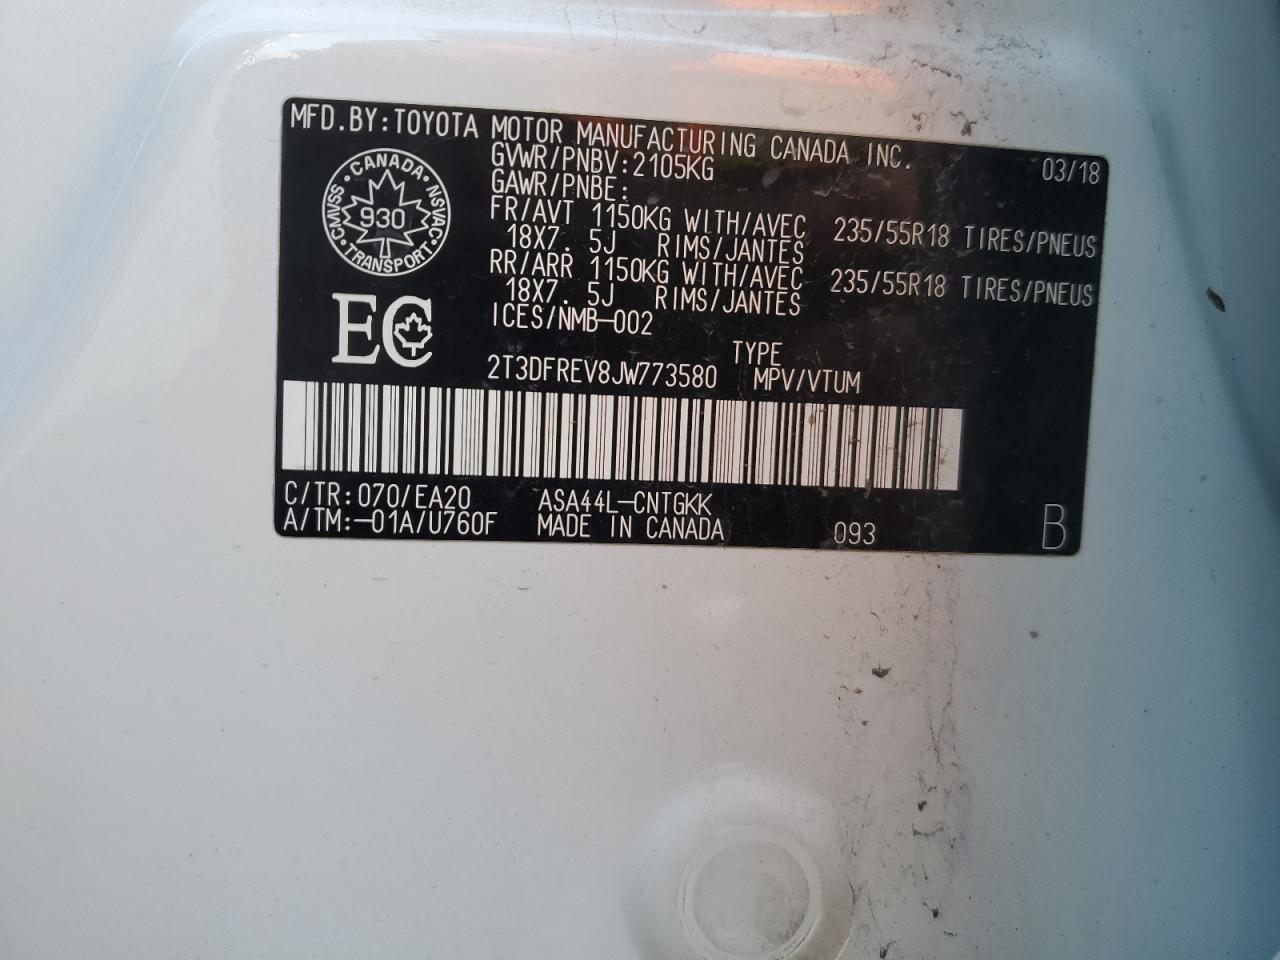 MFD.BY:TOYOTA MOTOR MANUFACTURING CANADA INC. 03/18
GVWR/PNBV:2105KG
GAWR/PNBE:
FR/AVT 1150KG WITH/AVEC 235/55R18 TIRES/PNEUS
18X7.5J RIMS/JANTES
RR/ARR 1150KG WITH/AVEC 235/55R18 TIRES/PNEUS
18X7.5J RIMS/JANTES
ICES/NMB-002
CANADA
CMVSS 930 NSVAC
TRANSPORT
EC
TYPE
2T3DFREV8JW773580 MPV/VTUM
C/TR:070/EA20 ASA44L-CNTGKK
A/TM:-01A/U760F MADE IN CANADA 093 B